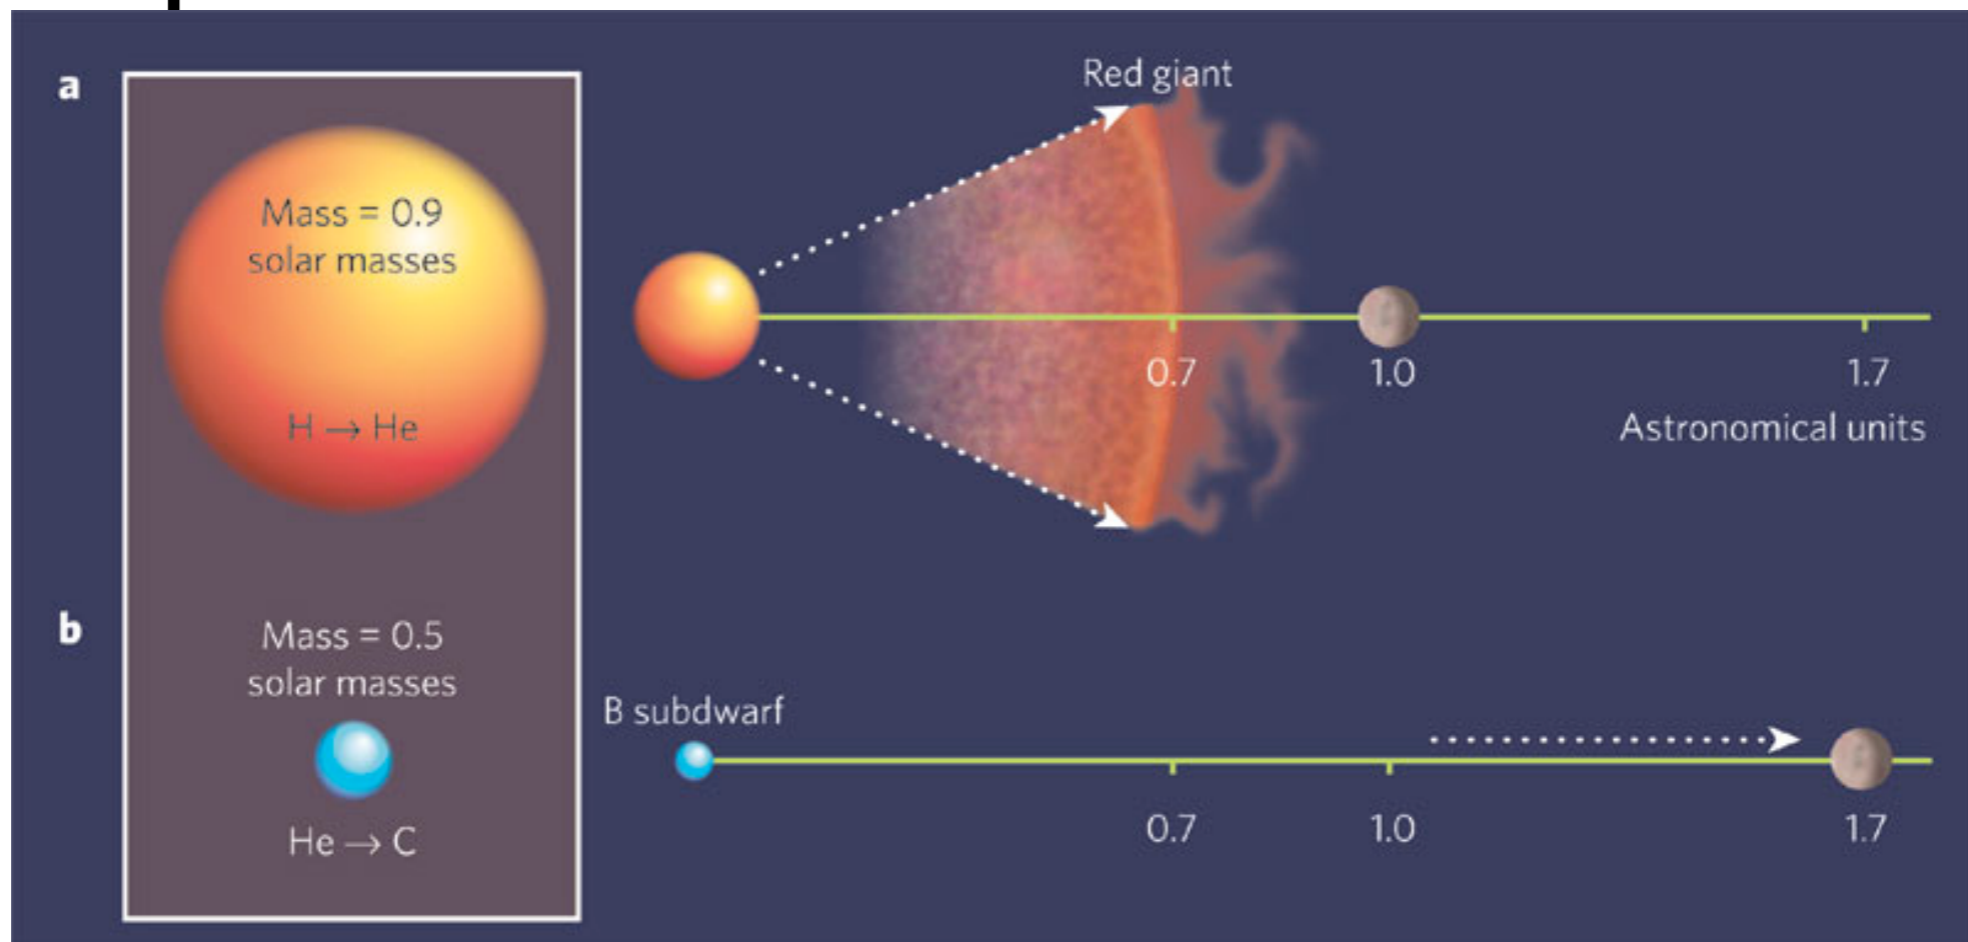 a
Mass = 0.9
solar masses
H → He
Red giant
0.7
1.0
1.7
Astronomical units
b
Mass = 0.5
solar masses
He → C
B subdwarf
0.7
1.0
1.7